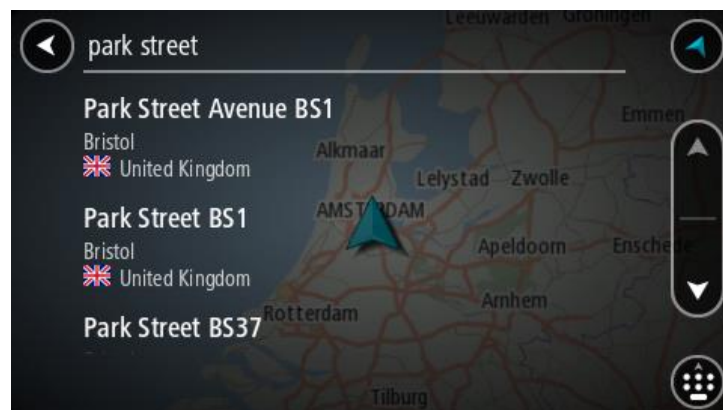 Leeuwarden Groningen
park street
Park Street Avenue BS1
Bristol
United Kingdom
Emmen
Alkmaar
Lelystad Zwolle
Park Street BS1
AMSTERDAM
Bristol
United Kingdom
Apeldoorn
Enschede
Arnhem
Rotterdam
Park Street BS37
Tilburg